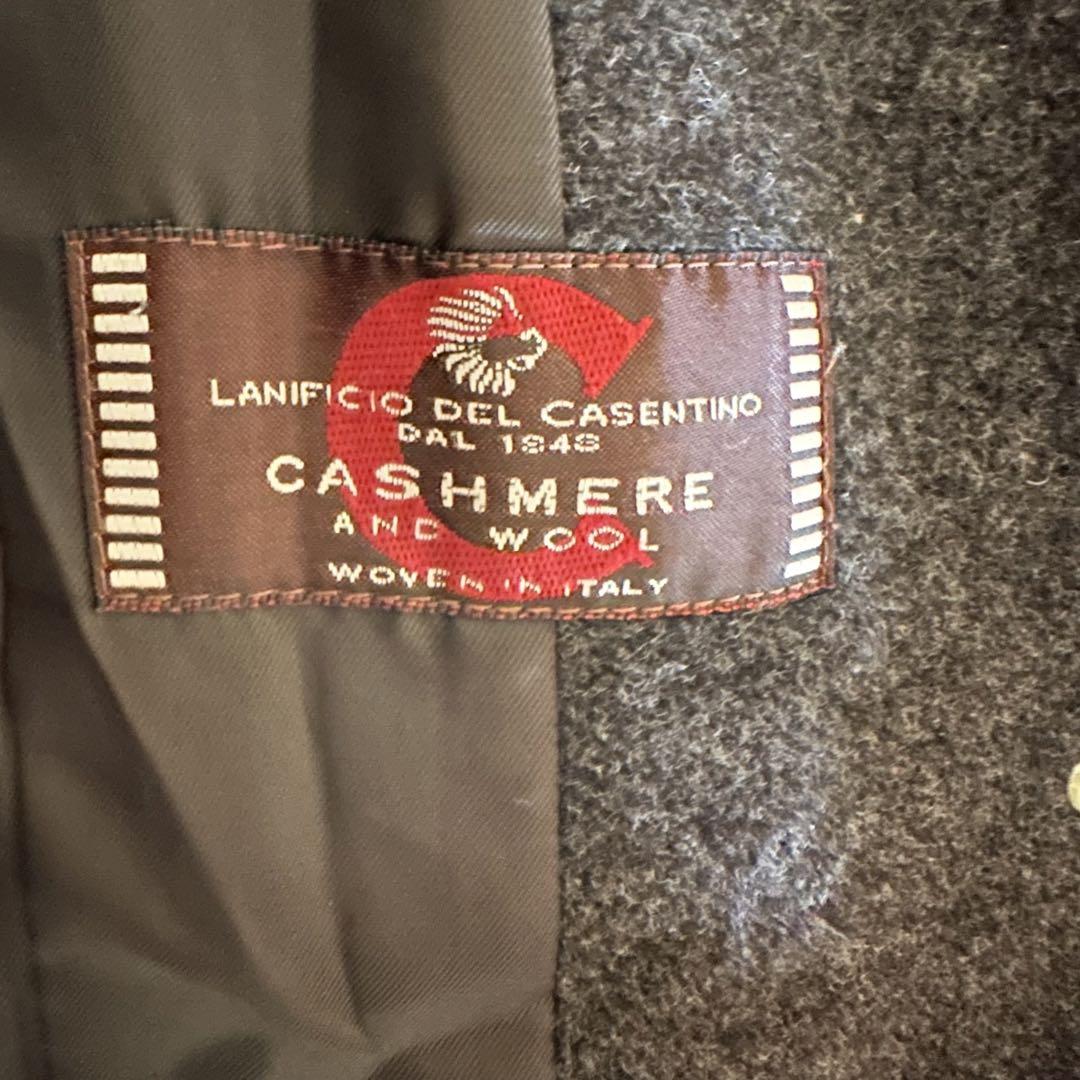 LANIFICIO DEL CASENTINO
DAL 1848
CASHMERE
AND WOOL
WOVEN IN ITALY